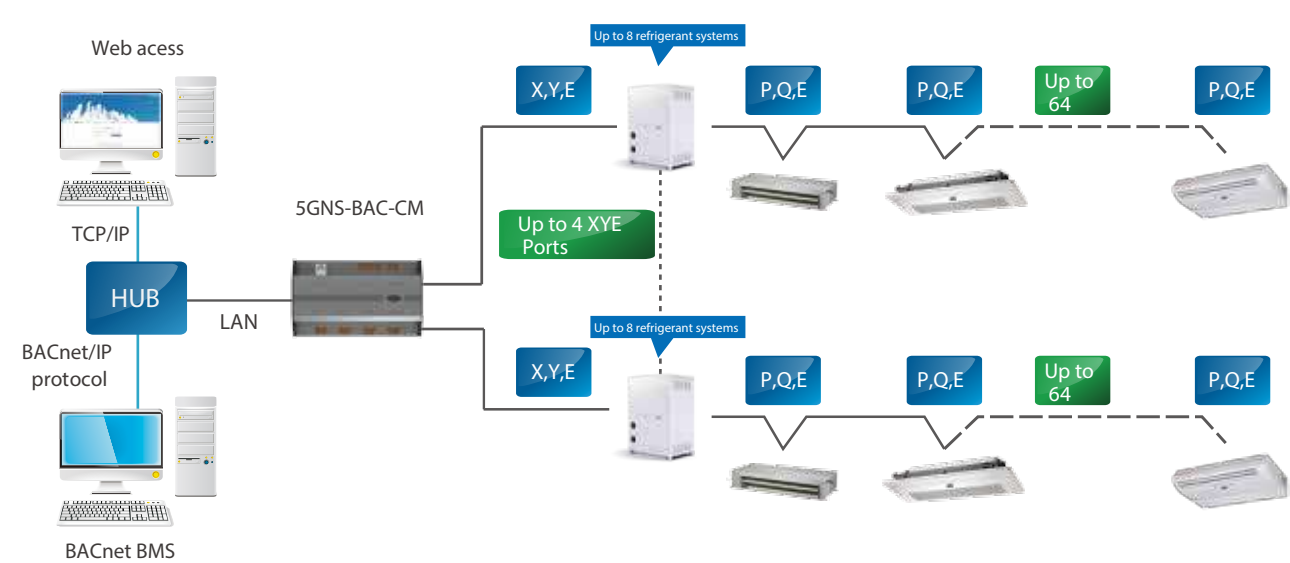 Web acess
TCP/IP
HUB
BACnet/IP
protocol
BACnet BMS
LAN
5GNS-BAC-CM
Up to 4 XYE
Ports
Up to 8 refrigerant systems
X,Y,E
P,Q,E
P,Q,E
Up to
64
P,Q,E
Up to 8 refrigerant systems
X,Y,E
P,Q,E
P,Q,E
Up to
64
P,Q,E